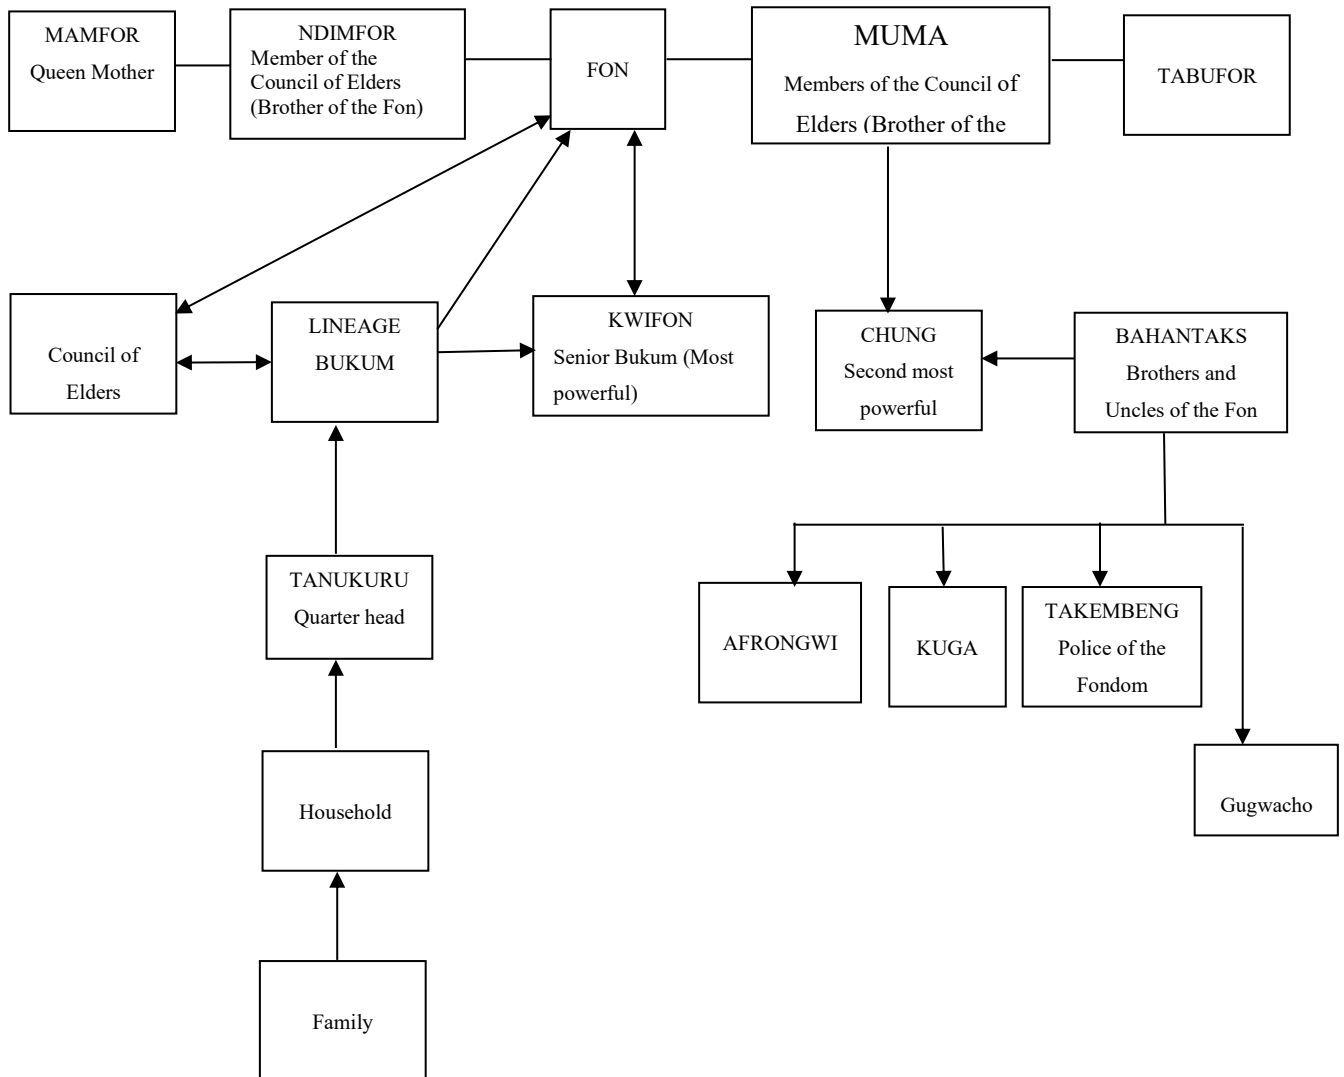 MAMFOR
Queen Mother
NDIMFOR
Member of the
Council of Elders
(Brother of the Fon)
FON
MUMA
Members of the Council of
Elders (Brother of the
TABUFOR
Council of
Elders
LINEAGE
BUKUM
KWIFON
Senior Bukum (Most
powerful)
CHUNG
Second most
powerful
BAHANTAKS
Brothers and
Uncles of the Fon
TANUKURU
Quarter head
AFRONGWI
KUGA
TAKEMBENG
Police of the
Fondom
Household
Gugwacho
Family